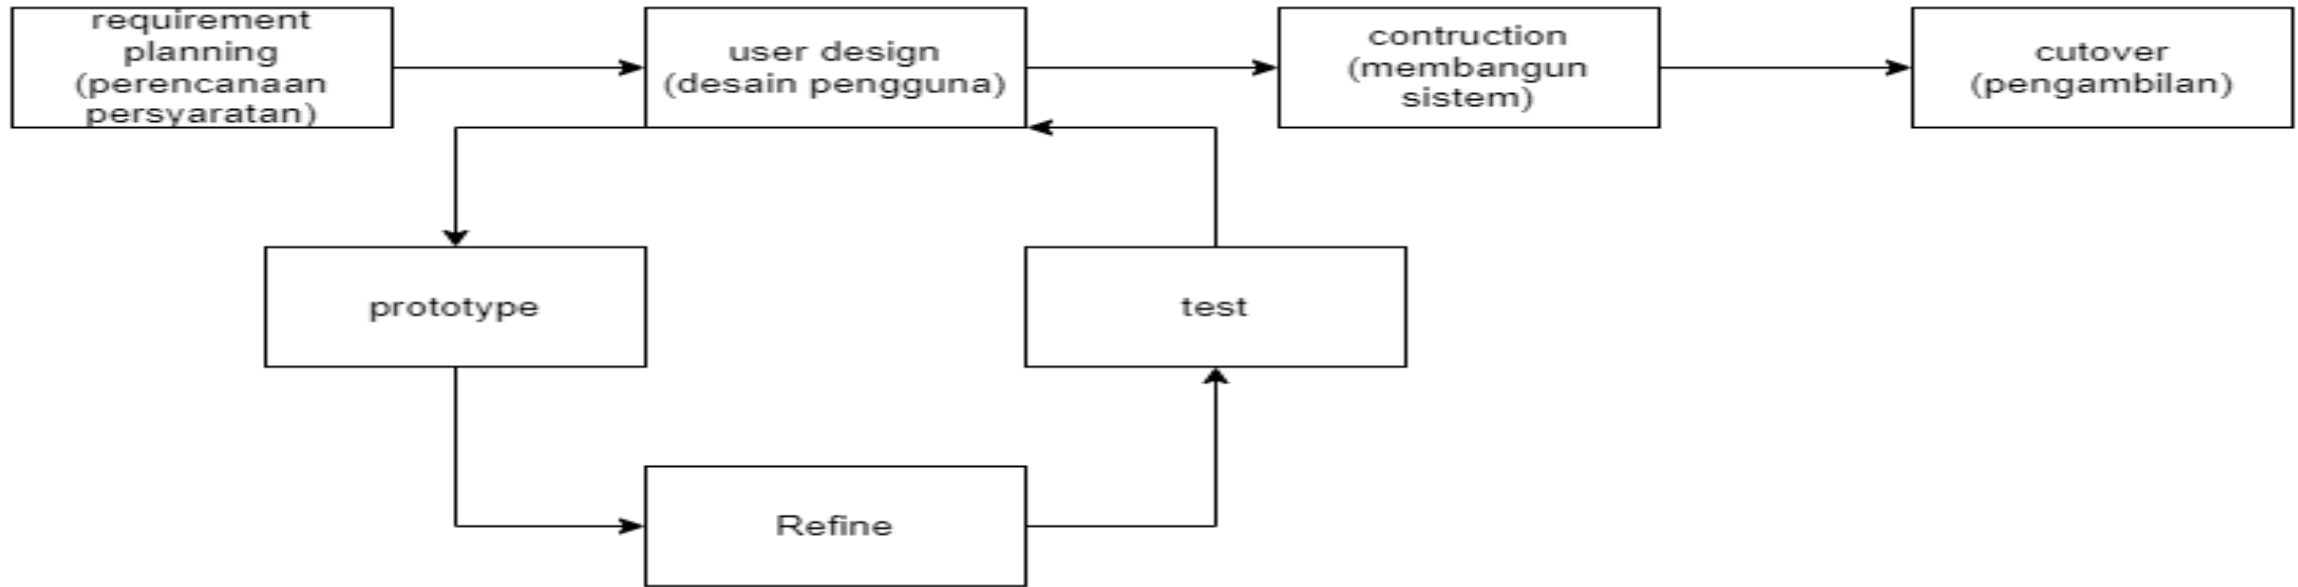 requirement
planning
(perencanaan
persyaratan)
user design
(desain pengguna)
contruction
(membangun
sistem)
cutover
(pengambilan)
prototype
test
Refine